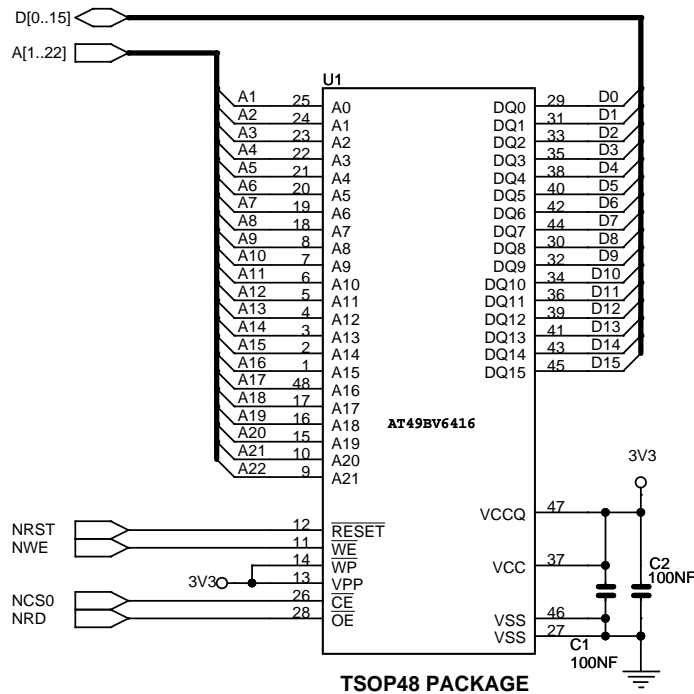 D[0..15]
A[1..22]
U1
A1 25 A0 DQ0 29 D0
A2 24 A1 DQ1 31 D1
A3 23 A2 DQ2 33 D2
A4 22 A3 DQ3 35 D3
A5 21 A4 DQ4 38 D4
A6 20 A5 DQ5 40 D5
A7 19 A6 DQ6 42 D6
A8 18 A7 DQ7 44 D7
A9 8 A8 DQ8 30 D8
A10 7 A9 DQ9 32 D9
A11 6 A10 DQ10 34 D10
A12 5 A11 DQ11 36 D11
A13 4 A12 DQ12 39 D12
A14 3 A13 DQ13 41 D13
A15 2 A14 DQ14 43 D14
A16 1 A15 DQ15 45 D15
A17 48 A16
A18 17 A17
A19 16 A18
A20 15 A19
A21 10 A20
A22 9 A21
AT49BV6416
3V3
VCCQ 47
NRST 12 RESET
NWE 11 WE
14 WP
3V3 13 VPP
NCS0 26 CE
NRD 28 OE
VCC 37
C2
100NF
VSS 46
VSS 27
C1
100NF
TSOP48 PACKAGE